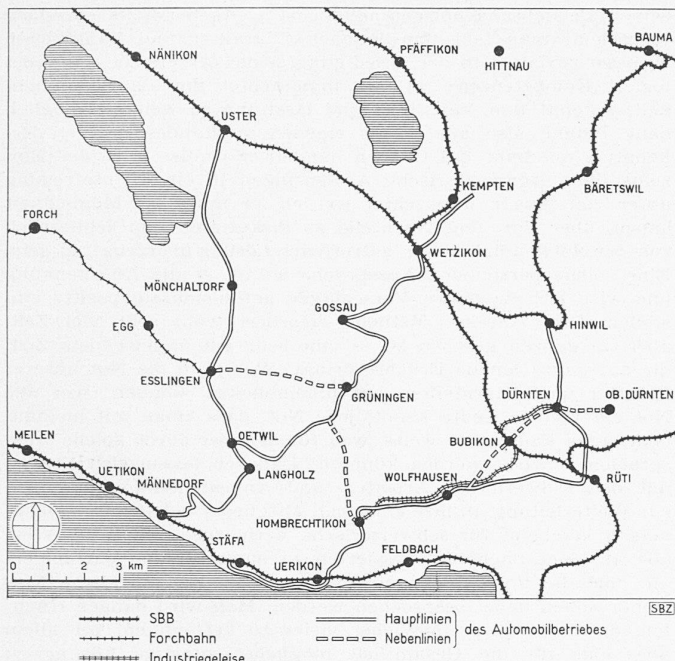 NÄNIKON
PFÄFFIKON
HITTNAU
BAUMA
USTER
KEMPTEN
BÄRETSWIL
FORCH
WETZIKON
MÖNCHALTORF
GOSSAU
HINWIL
EGG
ESSLINGEN
GRÜNINGEN
DÜRNTEN
OB.DÜRNTEN
OETWIL
BUBIKON
MEILEN
UETIKON
LANGHOLZ
WOLFHAUSEN
RÜTI
MÄNNEDORF
HOMBRECHTIKON
STÄFA
FELDBACH
UERIKON
0 1 2 3 km
SBZ
SBB
Forchbahn
Industriegeleise
Hauptlinien
Nebenlinien
des Automobilbetriebes